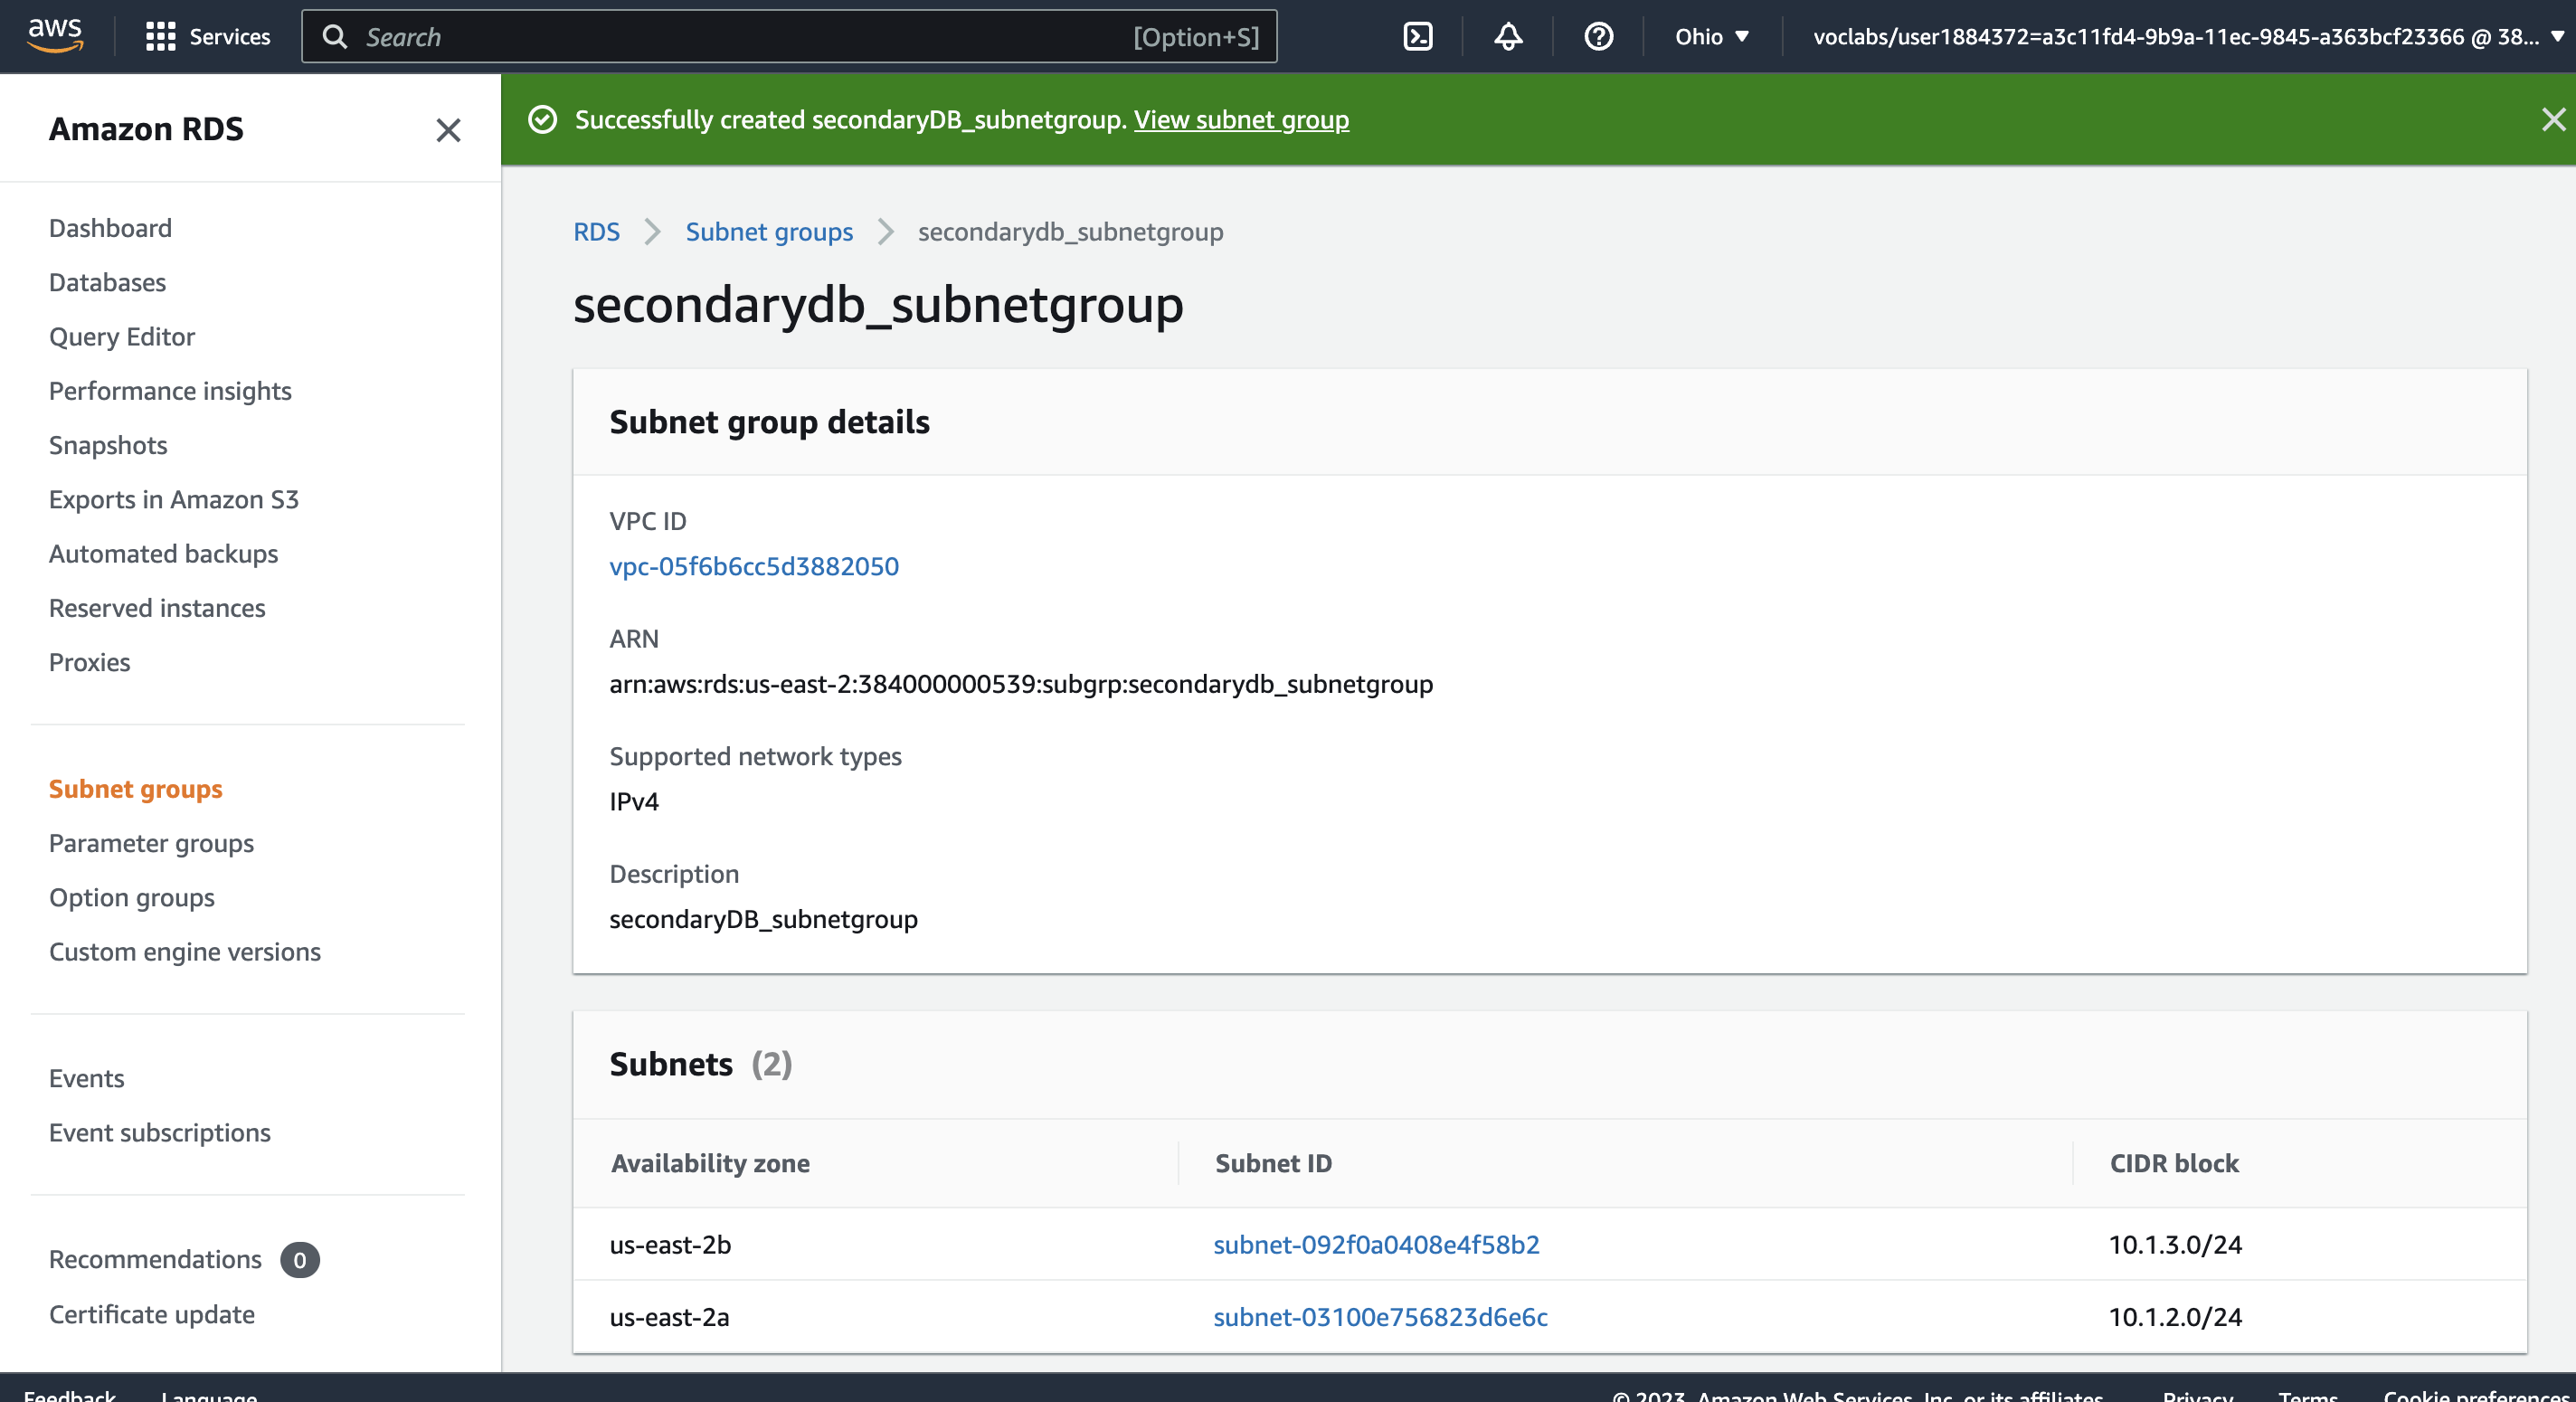 aws Services Search [Option+S] Ohio voclabs/user1884372=a3c11fd4-9b9a-11ec-9845-a363bcf23366 @ 38...
Amazon RDS
Dashboard
Databases
Query Editor
Performance insights
Snapshots
Exports in Amazon S3
Automated backups
Reserved instances
Proxies
Subnet groups
Parameter groups
Option groups
Custom engine versions
Events
Event subscriptions
Recommendations 0
Certificate update
Successfully created secondaryDB_subnetgroup. View subnet group
RDS Subnet groups secondarydb_subnetgroup
secondarydb_subnetgroup
Subnet group details
VPC ID
vpc-05f6b6cc5d3882050
ARN
arn:aws:rds:us-east-2:384000000539:subgrp:secondarydb_subnetgroup
Supported network types
IPv4
Description
secondaryDB_subnetgroup
Subnets (2)
Availability zone Subnet ID CIDR block
us-east-2b subnet-092f0a0408e4f58b2 10.1.3.0/24
us-east-2a subnet-03100e756823d6e6c 10.1.2.0/24
Feedback Language © 2023, Amazon Web Services, Inc. or its affiliates. Privacy Terms Cookie preferences